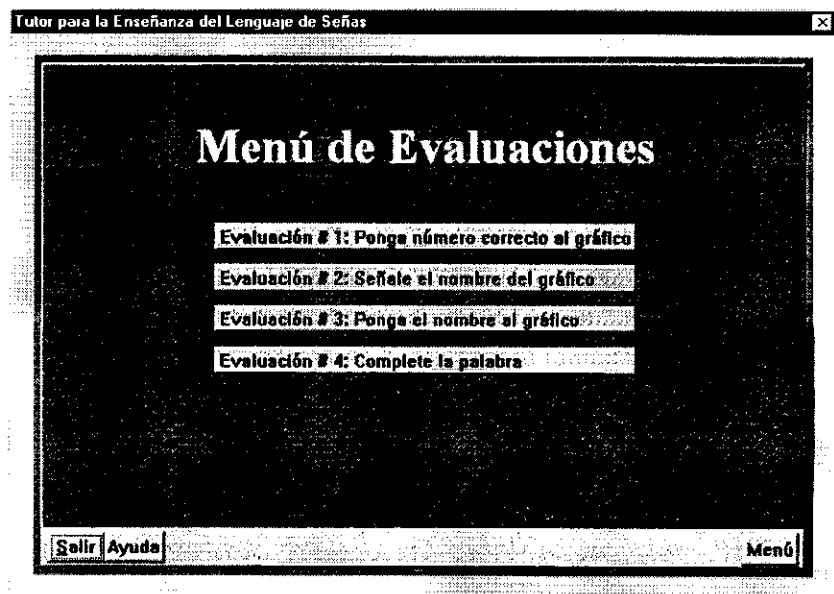 Tutor para la Enseñanza del Lenguaje de Señas
Menú de Evaluaciones
Evaluación # 1: Ponga número correcto al gráfico
Evaluación # 2: Señale el nombre del gráfico
Evaluación # 3: Ponga el nombre al gráfico
Evaluación # 4: Complete la palabra
Salir Ayuda Menú